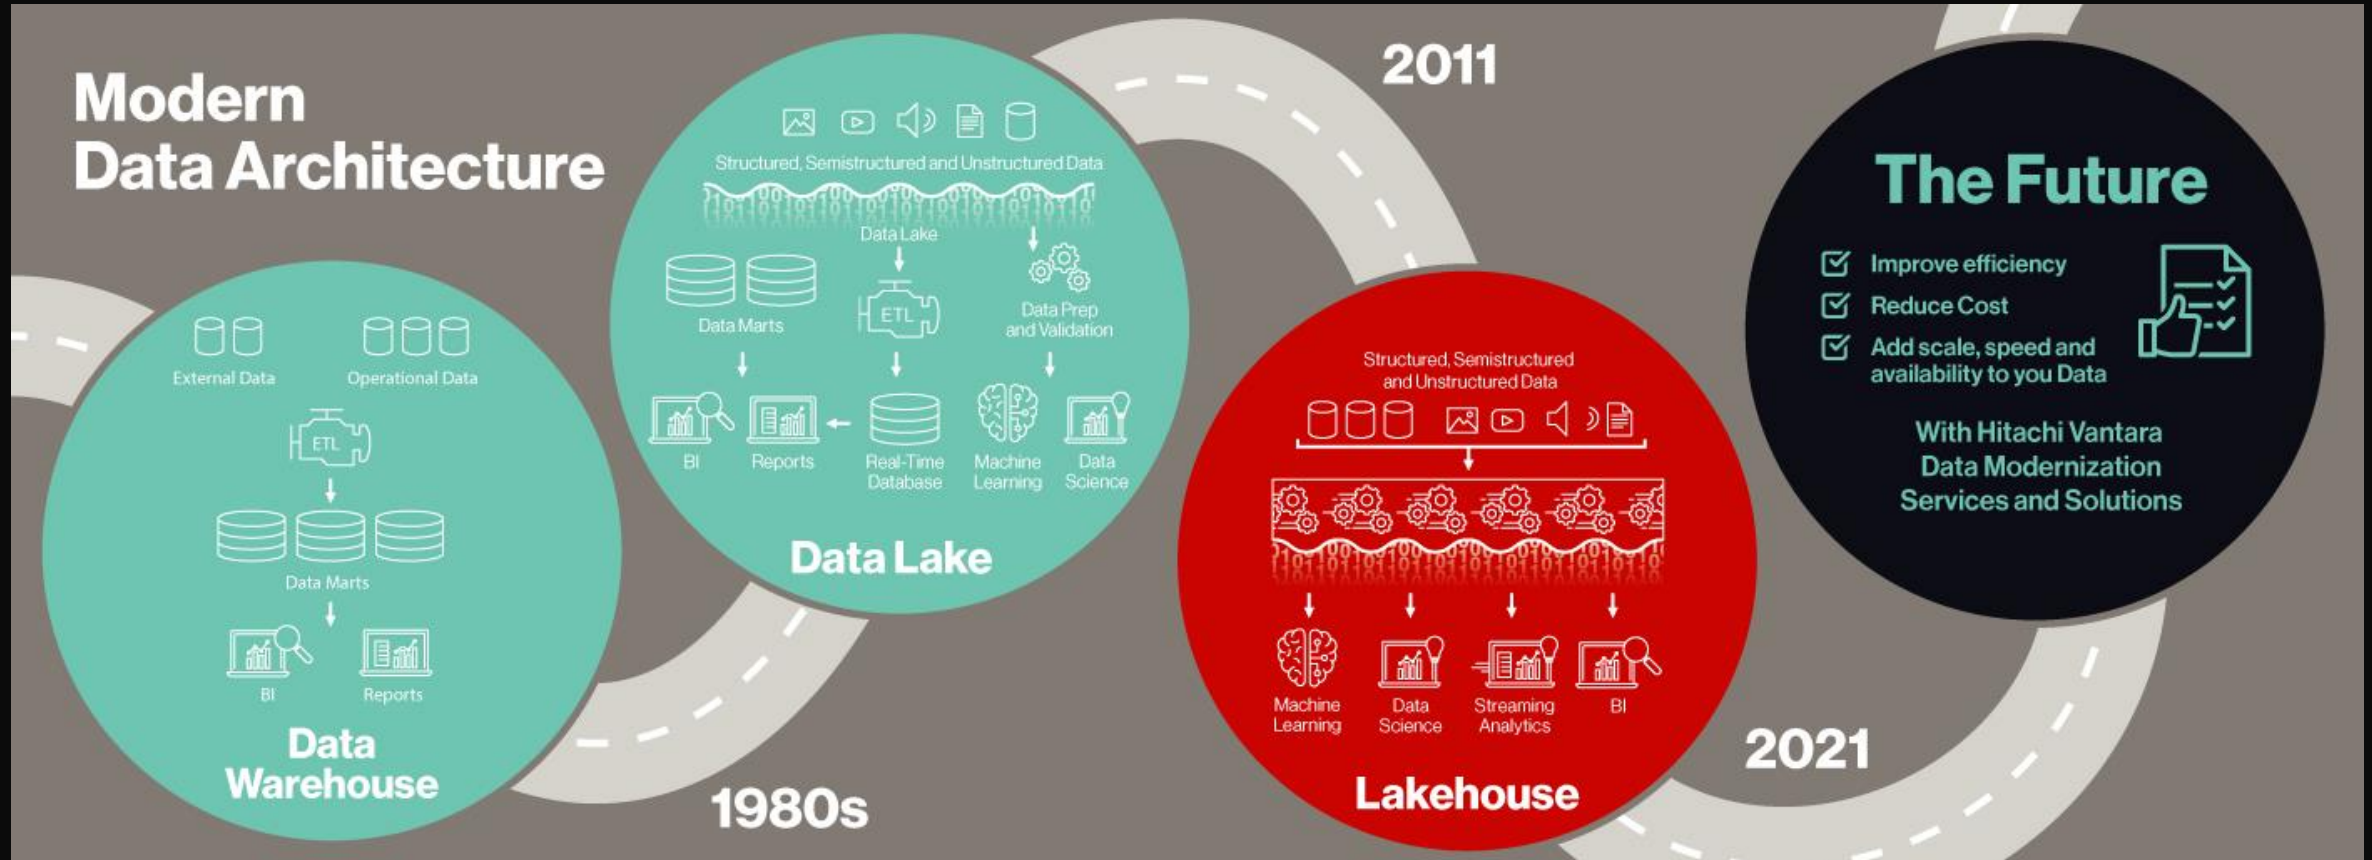 Modern
Data Architecture
External Data
Operational Data
ETL
Data Marts
BI
Reports
Data
Warehouse
1980s
Structured, Semistructured and Unstructured Data
Data Lake
Data Marts
ETL
Data Prep
and Validation
BI
Reports
Real-Time
Database
Machine
Learning
Data
Science
Data Lake
2011
Structured, Semistructured
and Unstructured Data
Machine
Learning
Data
Science
Streaming
Analytics
BI
Lakehouse
2021
The Future
Improve efficiency
Reduce Cost
Add scale, speed and
availability to you Data
With Hitachi Vantara
Data Modernization
Services and Solutions